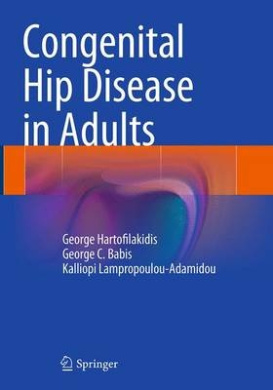 Congenital
Hip Disease
in Adults
George Hartofilakidis
George C. Babis
Kalliopi Lampropoulou-Adamidou
Springer